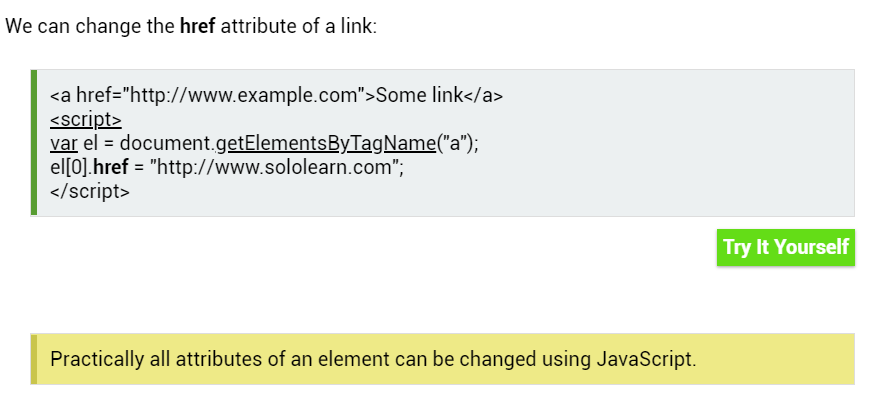 We can change the href attribute of a link:
<a href="http://www.example.com">Some link</a>
<script>
var el = document.getElementsByTagName("a");
el[0].href = "http://www.sololearn.com";
</script>
Try It Yourself
Practically all attributes of an element can be changed using JavaScript.